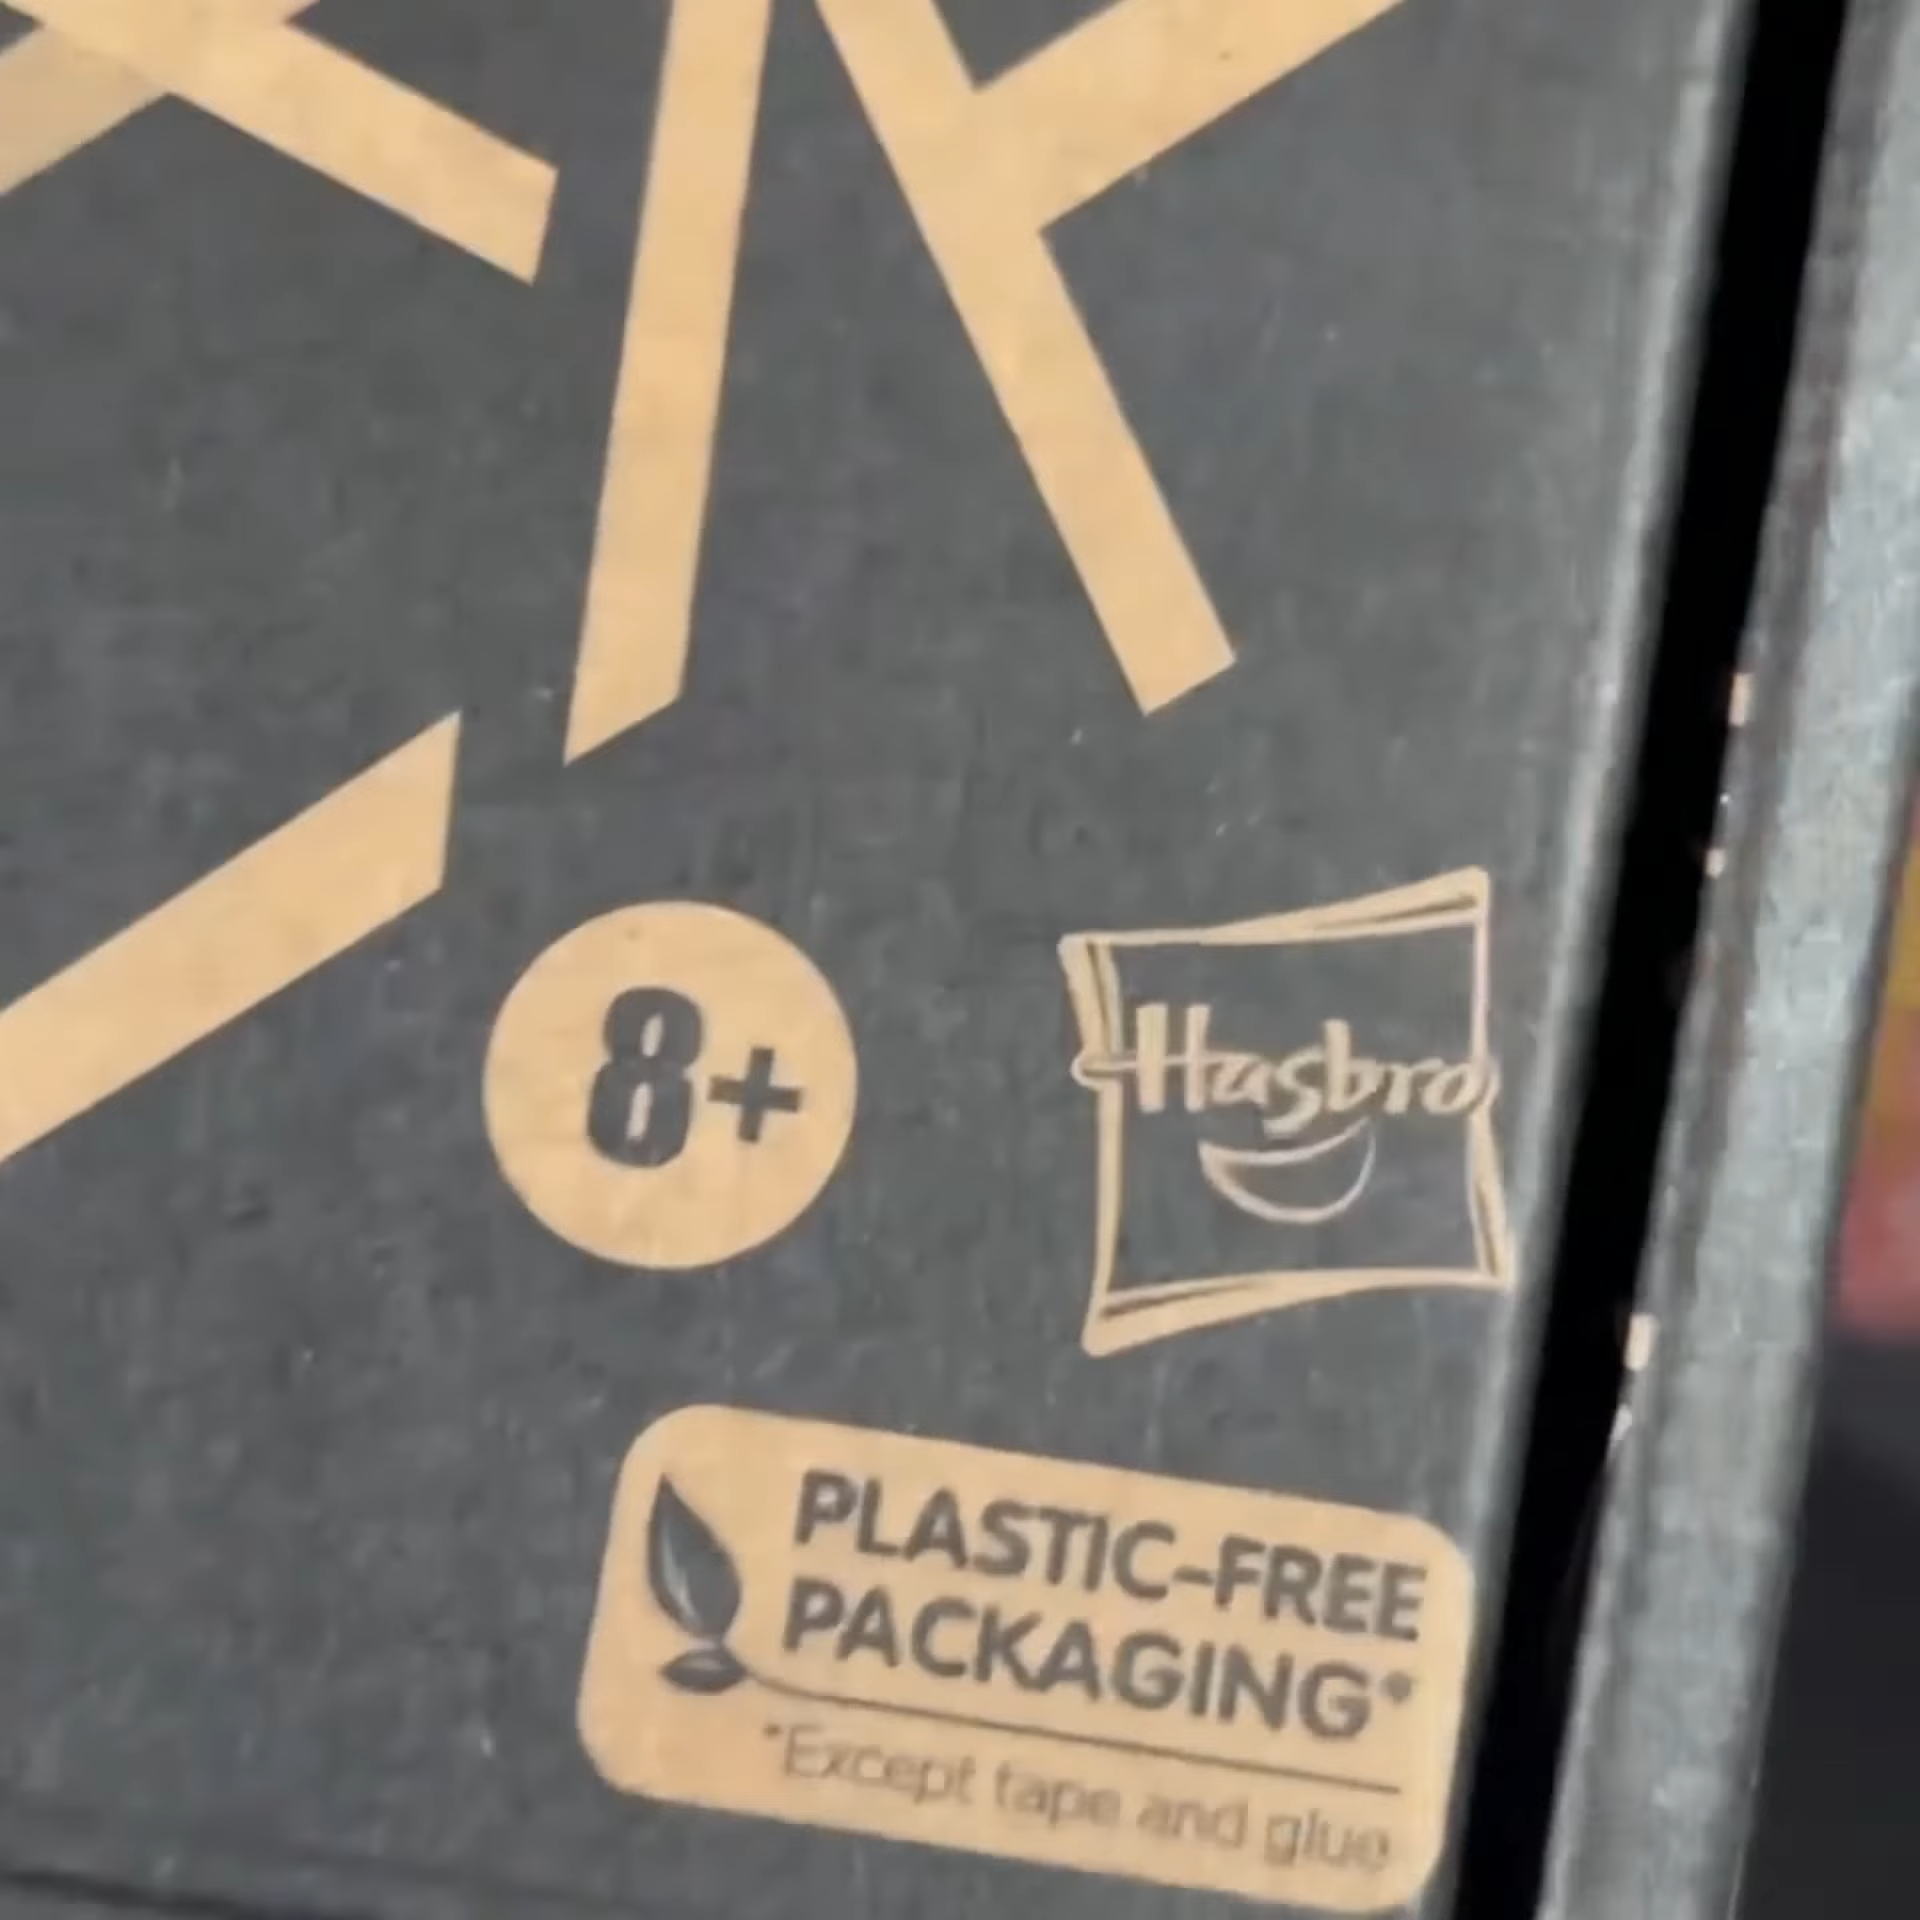 8+
Hasbro
PLASTIC-FREE
PACKAGING*
*Except tape and glue